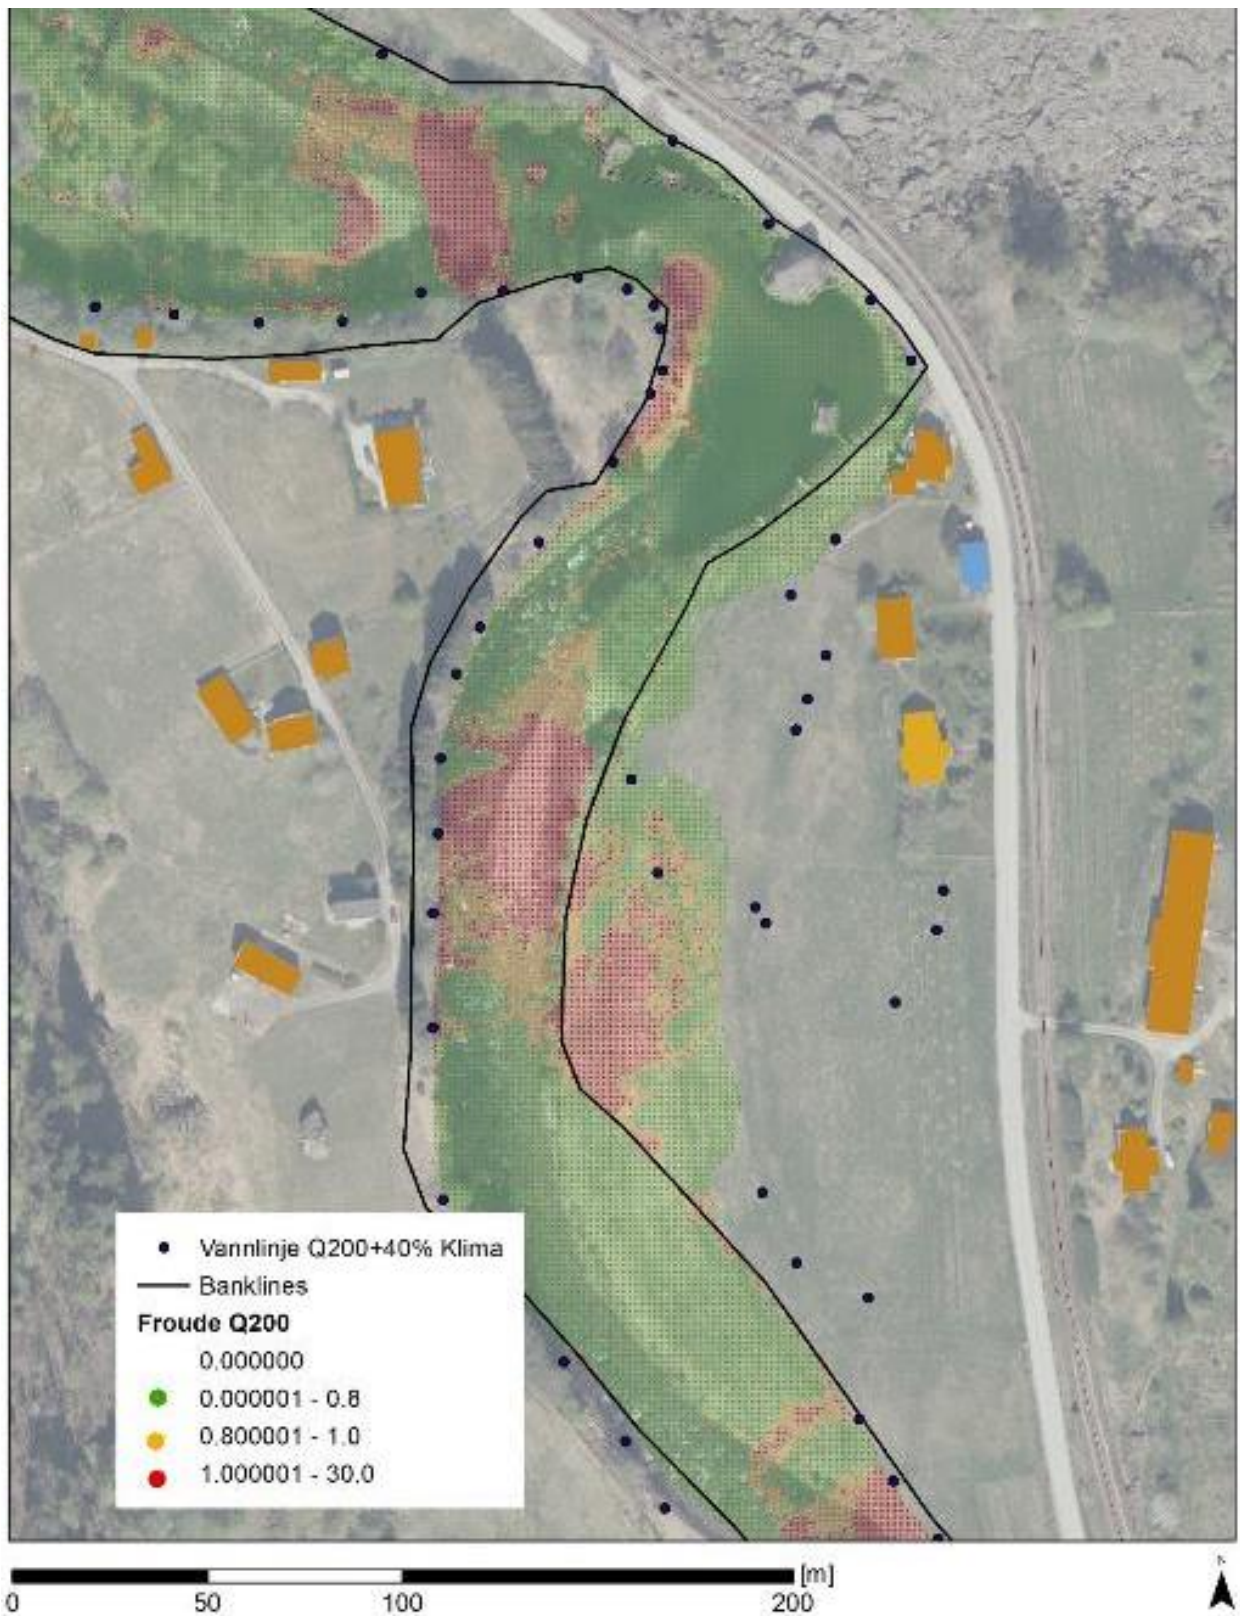 Vannlinje Q200+40% Klima
Banklines
Froude Q200
0.000000
0.000001 - 0.8
0.800001 - 1.0
1.000001 - 30.0
[m]
0 50 100 200
N